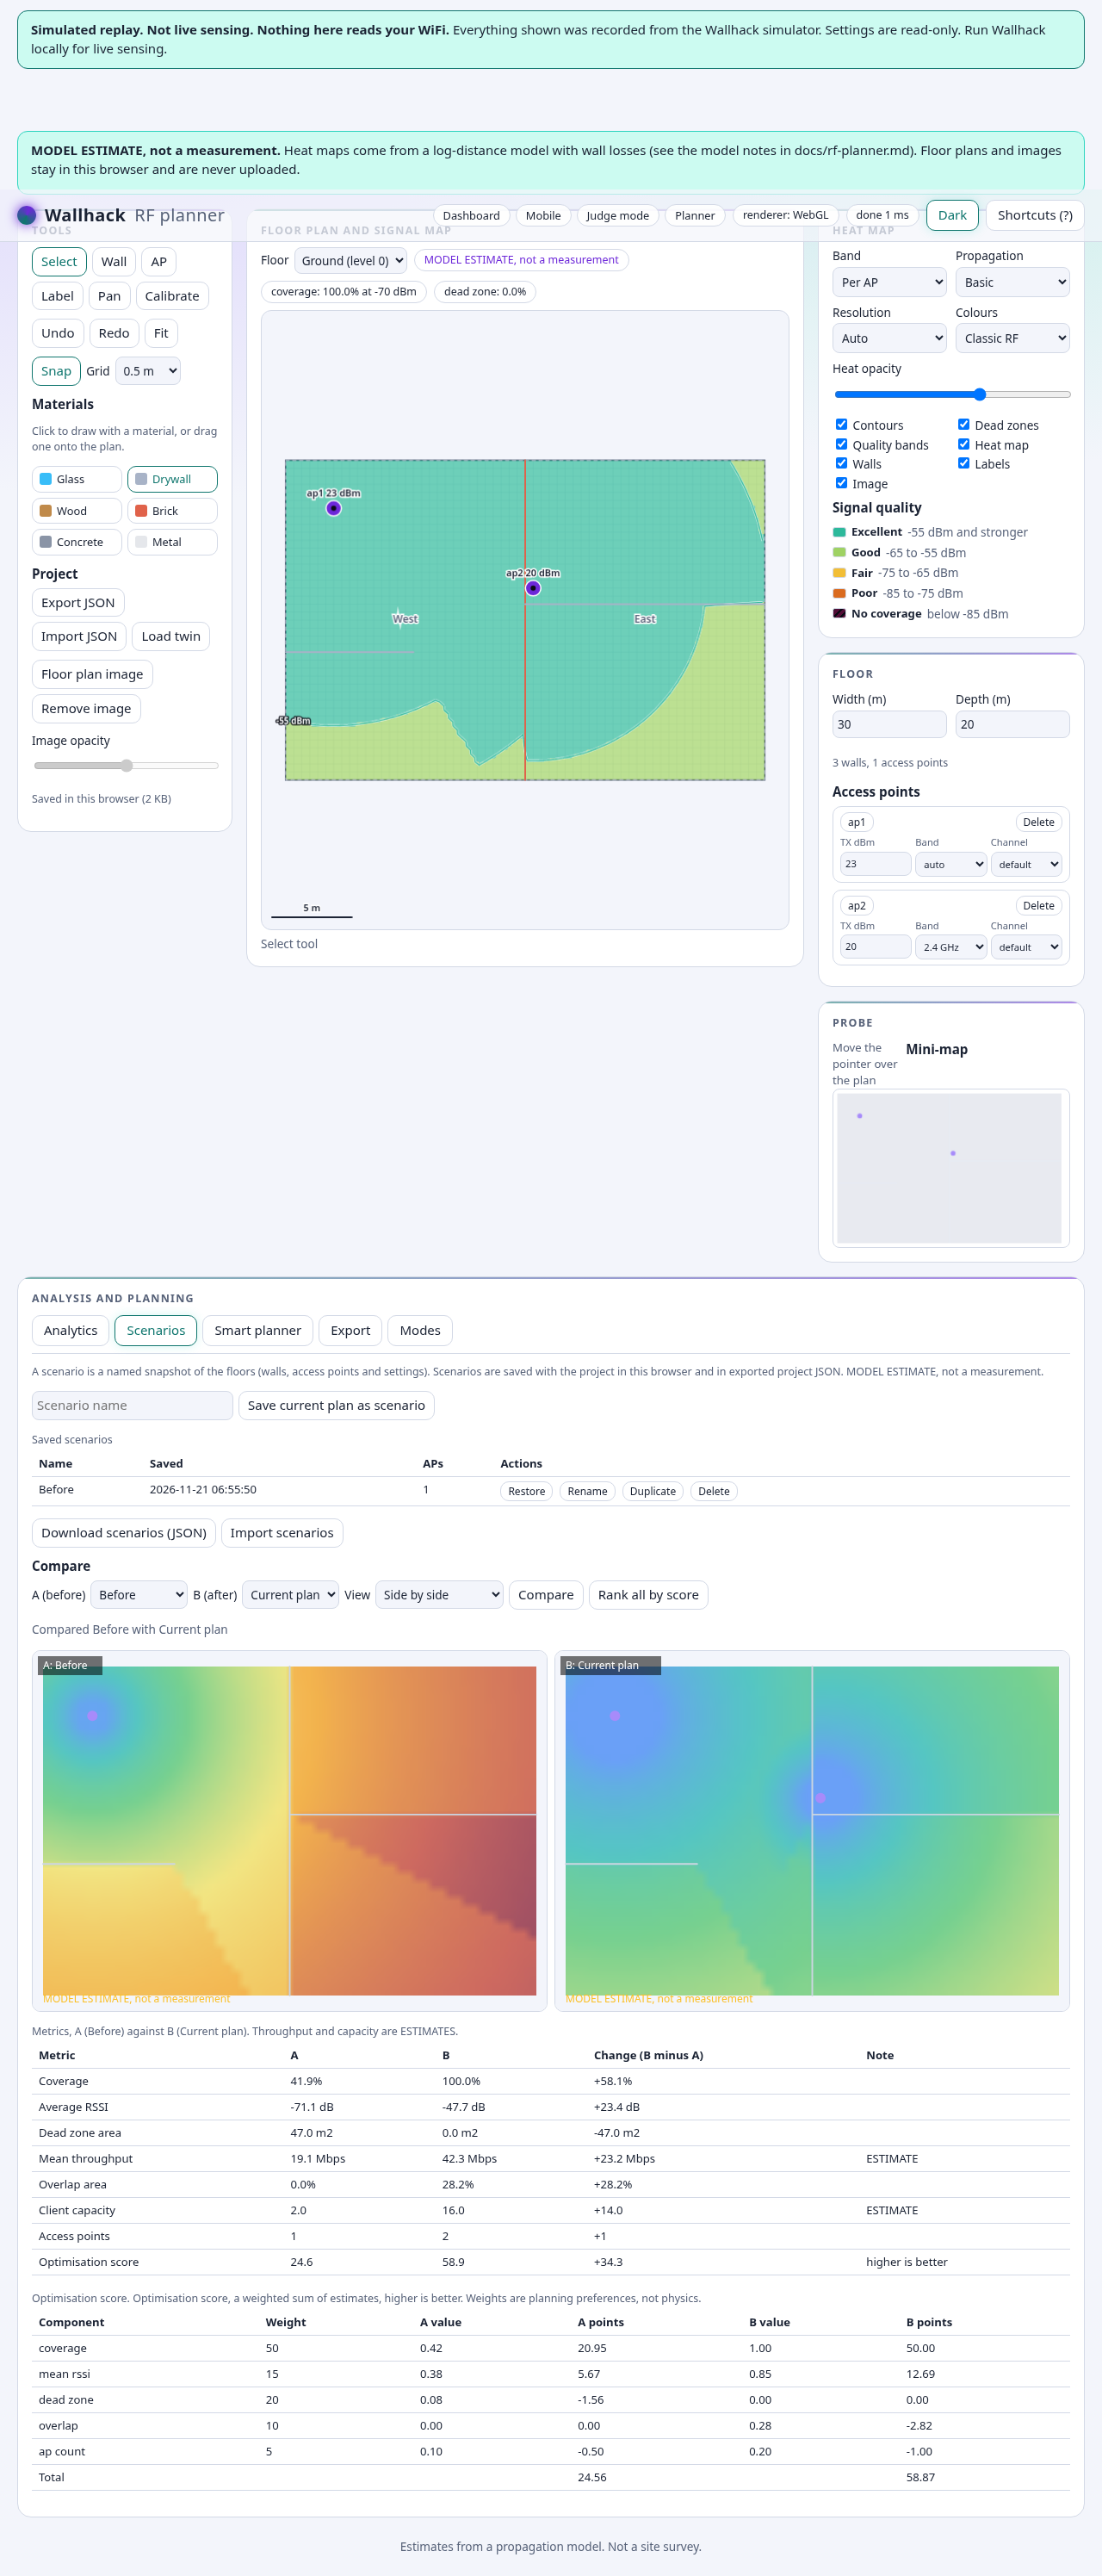 Simulated replay. Not live sensing. Nothing here reads your WiFi. Everything shown was recorded from the Wallhack simulator. Settings are read-only. Run Wallhack
locally for live sensing.
MODEL ESTIMATE, not a measurement. Heat maps come from a log-distance model with wall losses (see the model notes in docs/rf-planner.md). Floor plans and images
stay in this browser and are never uploaded.
Wallhack RF planner
Dashboard Mobile Judge mode Planner renderer: WebGL done 1 ms Dark Shortcuts (?)
TOOLS
Select Wall AP
Label Pan Calibrate
Undo Redo Fit
Snap Grid 0.5 m
Materials
Click to draw with a material, or drag
one onto the plan.
Glass Drywall
Wood Brick
Concrete Metal
Project
Export JSON
Import JSON Load twin
Floor plan image
Remove image
Image opacity
Saved in this browser (2 KB)
FLOOR PLAN AND SIGNAL MAP
Floor Ground (level 0) MODEL ESTIMATE, not a measurement
coverage: 100.0% at -70 dBm dead zone: 0.0%
ap1 23 dBm
ap2 20 dBm
West East
-55 dBm
5 m
Select tool
HEAT MAP
Band Propagation
Per AP Basic
Resolution Colours
Auto Classic RF
Heat opacity
Contours Dead zones
Quality bands Heat map
Walls Labels
Image
Signal quality
Excellent -55 dBm and stronger
Good -65 to -55 dBm
Fair -75 to -65 dBm
Poor -85 to -75 dBm
No coverage below -85 dBm
FLOOR
Width (m) Depth (m)
30 20
3 walls, 1 access points
Access points
ap1 Delete
TX dBm Band Channel
23 auto default
ap2 Delete
TX dBm Band Channel
20 2.4 GHz default
PROBE
Move the
pointer over
the plan
Mini-map
ANALYSIS AND PLANNING
Analytics Scenarios Smart planner Export Modes
A scenario is a named snapshot of the floors (walls, access points and settings). Scenarios are saved with the project in this browser and in exported project JSON. MODEL ESTIMATE, not a measurement.
Scenario name Save current plan as scenario
Saved scenarios
Name Saved APs Actions
Before 2026-11-21 06:55:50 1 Restore Rename Duplicate Delete
Download scenarios (JSON) Import scenarios
Compare
A (before) Before B (after) Current plan View Side by side Compare Rank all by score
Compared Before with Current plan
A: Before
MODEL ESTIMATE, not a measurement
B: Current plan
MODEL ESTIMATE, not a measurement
Metrics, A (Before) against B (Current plan). Throughput and capacity are ESTIMATES.
Metric A B Change (B minus A) Note
Coverage 41.9% 100.0% +58.1%
Average RSSI -71.1 dB -47.7 dB +23.4 dB
Dead zone area 47.0 m2 0.0 m2 -47.0 m2
Mean throughput 19.1 Mbps 42.3 Mbps +23.2 Mbps ESTIMATE
Overlap area 0.0% 28.2% +28.2%
Client capacity 2.0 16.0 +14.0 ESTIMATE
Access points 1 2 +1
Optimisation score 24.6 58.9 +34.3 higher is better
Optimisation score. Optimisation score, a weighted sum of estimates, higher is better. Weights are planning preferences, not physics.
Component Weight A value A points B value B points
coverage 50 0.42 20.95 1.00 50.00
mean rssi 15 0.38 5.67 0.85 12.69
dead zone 20 0.08 -1.56 0.00 0.00
overlap 10 0.00 0.00 0.28 -2.82
ap count 5 0.10 -0.50 0.20 -1.00
Total 24.56 58.87
Estimates from a propagation model. Not a site survey.